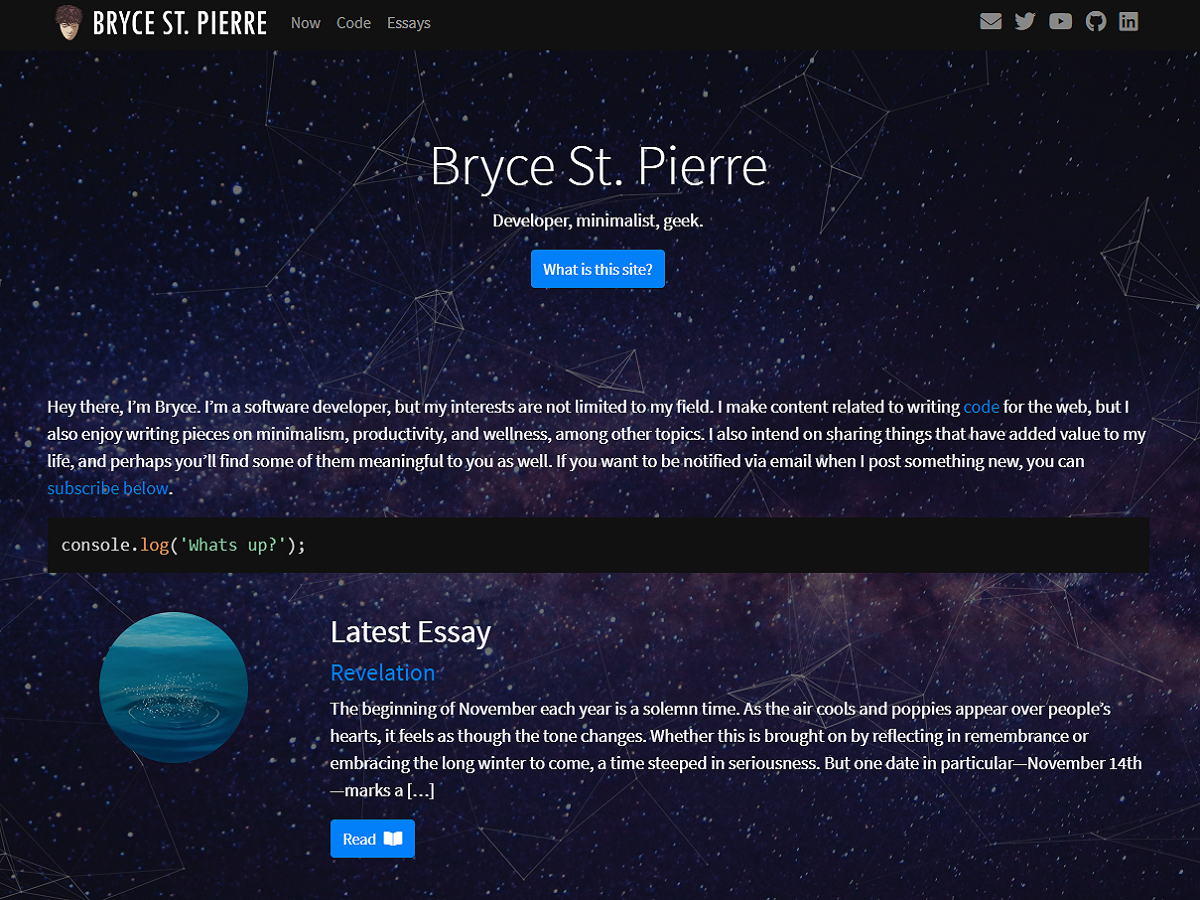 BRYCE ST. PIERRE Now Code Essays
Bryce St. Pierre
Developer, minimalist, geek.
What is this site?
Hey there, I’m Bryce. I’m a software developer, but my interests are not limited to my field. I make content related to writing code for the web, but I
also enjoy writing pieces on minimalism, productivity, and wellness, among other topics. I also intend on sharing things that have added value to my
life, and perhaps you’ll find some of them meaningful to you as well. If you want to be notified via email when I post something new, you can
subscribe below.
console.log('Whats up?');
Latest Essay
Revelation
The beginning of November each year is a solemn time. As the air cools and poppies appear over people’s
hearts, it feels as though the tone changes. Whether this is brought on by reflecting in remembrance or
embracing the long winter to come, a time steeped in seriousness. But one date in particular—November 14th
—marks a […]
Read